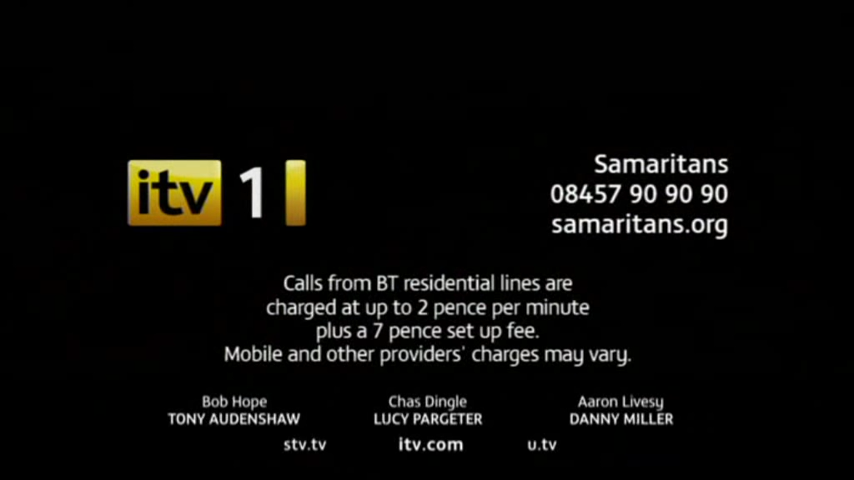 itv 1
Samaritans
08457 90 90 90
samaritans.org
Calls from BT residential lines are
charged at up to 2 pence per minute
plus a 7 pence set up fee.
Mobile and other providers' charges may vary.
Bob Hope Chas Dingle Aaron Livesy
TONY AUDENSHAW LUCY PARGETER DANNY MILLER
stv.tv itv.com u.tv